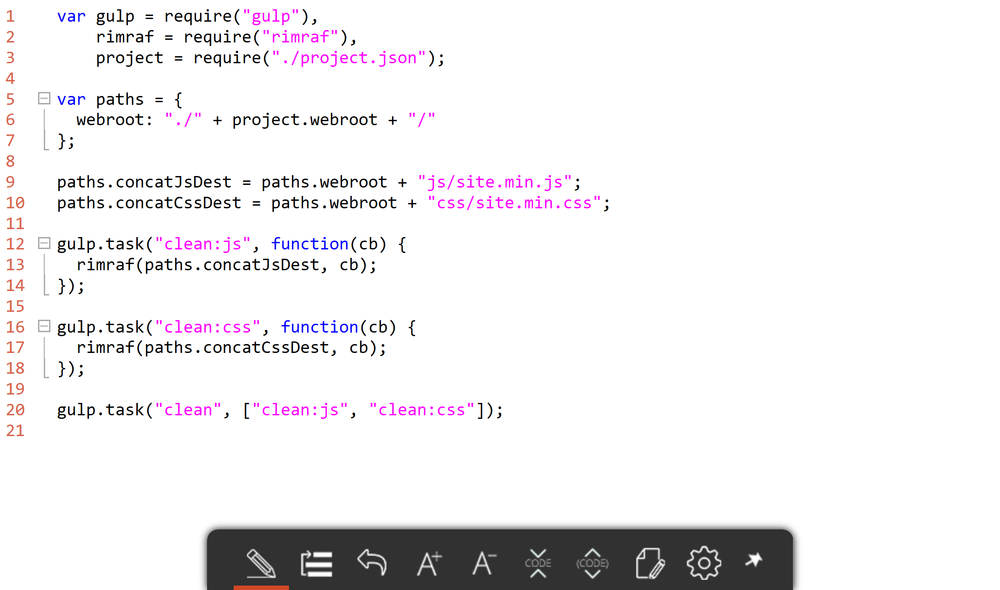 1 var gulp = require("gulp"),
2 rimraf = require("rimraf"),
3 project = require("./project.json");
4
5 var paths = {
6 webroot: "./" + project.webroot + "/"
7 };
8
9 paths.concatJsDest = paths.webroot + "js/site.min.js";
10 paths.concatCssDest = paths.webroot + "css/site.min.css";
11
12 gulp.task("clean:js", function(cb) {
13 rimraf(paths.concatJsDest, cb);
14 });
15
16 gulp.task("clean:css", function(cb) {
17 rimraf(paths.concatCssDest, cb);
18 });
19
20 gulp.task("clean", ["clean:js", "clean:css"]);
21
A+ A- CODE (CODE)